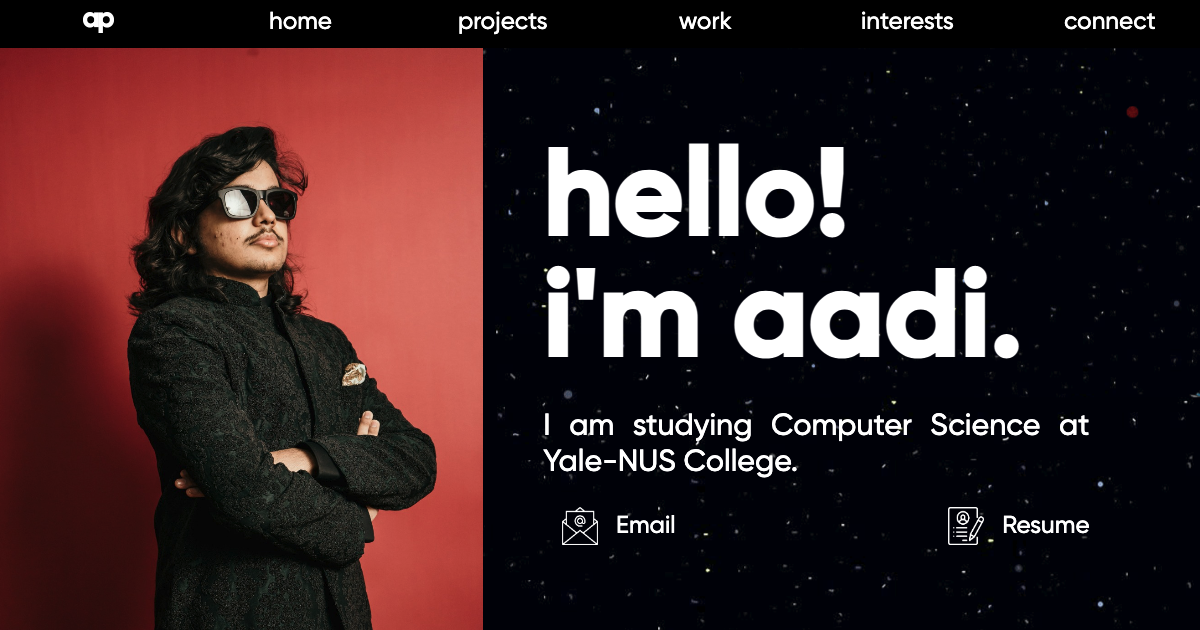 ap
home
projects
work
interests
connect
hello!
i'm aadi.
I am studying Computer Science at
Yale-NUS College.
Email
Resume